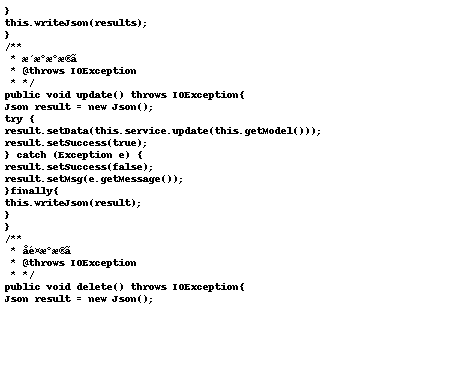 }
this.writeJson(results);
}
/**
* æ´æ°æ°æ®ã
* @throws IOException
* */
public void update() throws IOException{
Json result = new Json();
try {
result.setData(this.service.update(this.getModel()));
result.setSuccess(true);
} catch (Exception e) {
result.setSuccess(false);
result.setMsg(e.getMessage());
}finally{
this.writeJson(result);
}
}
/**
* åé¤æ°æ®ã
* @throws IOException
* */
public void delete() throws IOException{
Json result = new Json();